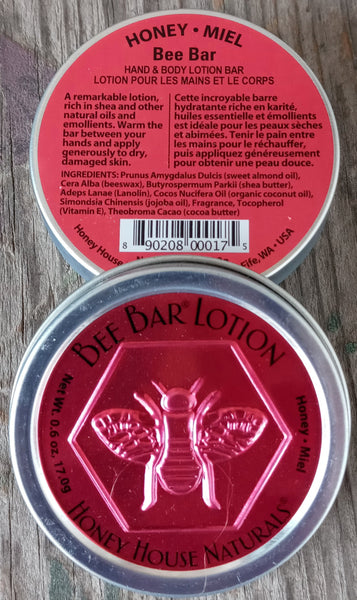 HONEY • MIEL
Bee Bar
HAND & BODY LOTION BAR
LOTION POUR LES MAINS ET LE CORPS
A remarkable lotion,
rich in shea and other
natural oils and
emollients. Warm the
bar between your
hands and apply
generously to dry,
damaged skin.
Cette incroyable barre
hydratante riche en karité,
huiles essentielle et émollients
est idéale pour les peaux sèches
et abimées. Tenir le pain entre
les mains pour le réchauffer,
puis appliquez généreusement
pour obtenir une peau douce.
INGREDIENTS: Prunus Amygdalus Dulcis (sweet almond oil),
Cera Alba (beeswax), Butyrospermum Parkii (shea butter),
Adeps Lanae (Lanolin), Cocos Nucifera Oil (organic coconut oil),
Simondsia Chinensis (jojoba oil), Fragrance, Tocopherol
(Vitamin E), Theobroma Cacao (cocoa butter)
8 90208 00017 5
Honey House
Fife, WA • USA
BEE BAR® LOTION
Net Wt. 0.6 oz. (17g)
Honey • Miel
HONEY HOUSE NATURALS®